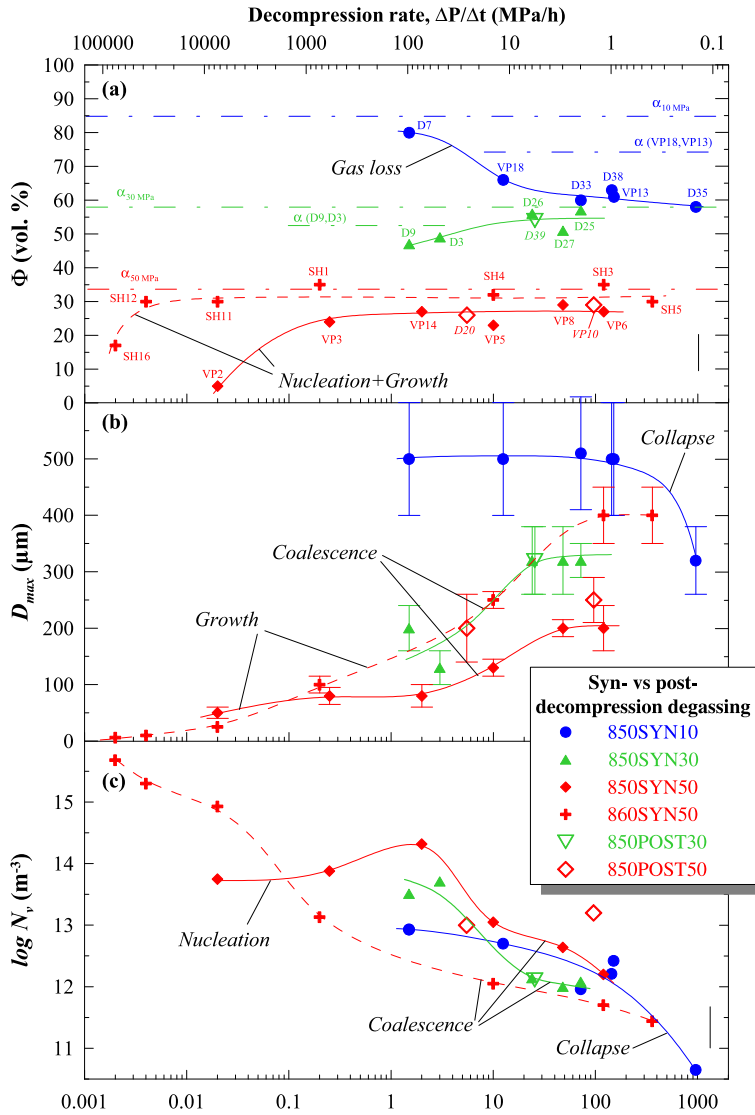 Decompression rate, ΔP/Δt (MPa/h)
100000 10000 1000 100 10 1 0.1
(a)
100
90
80
70
60
50
40
30
20
10
0
Φ (vol. %)
α10 MPa
D7
α (VP18,VP13)
Gas loss
VP18
D38
D33
VP13
D35
α30 MPa
D26
α (D9,D3)
D9
D3
D39
D25
D27
α50 MPa
SH1
SH4
SH3
SH12
SH11
SH5
VP3
VP14
D20
VP5
VP8
VP10
VP6
SH16
VP2
Nucleation+Growth
(b)
500
400
300
200
100
0
Dmax (μm)
Collapse
Coalescence
Growth
Syn- vs post-
decompression degassing
850SYN10
850SYN30
850SYN50
860SYN50
850POST30
850POST50
(c)
15
14
13
12
11
log Nv (m-3)
Nucleation
Coalescence
Collapse
0.001 0.01 0.1 1 10 100 1000